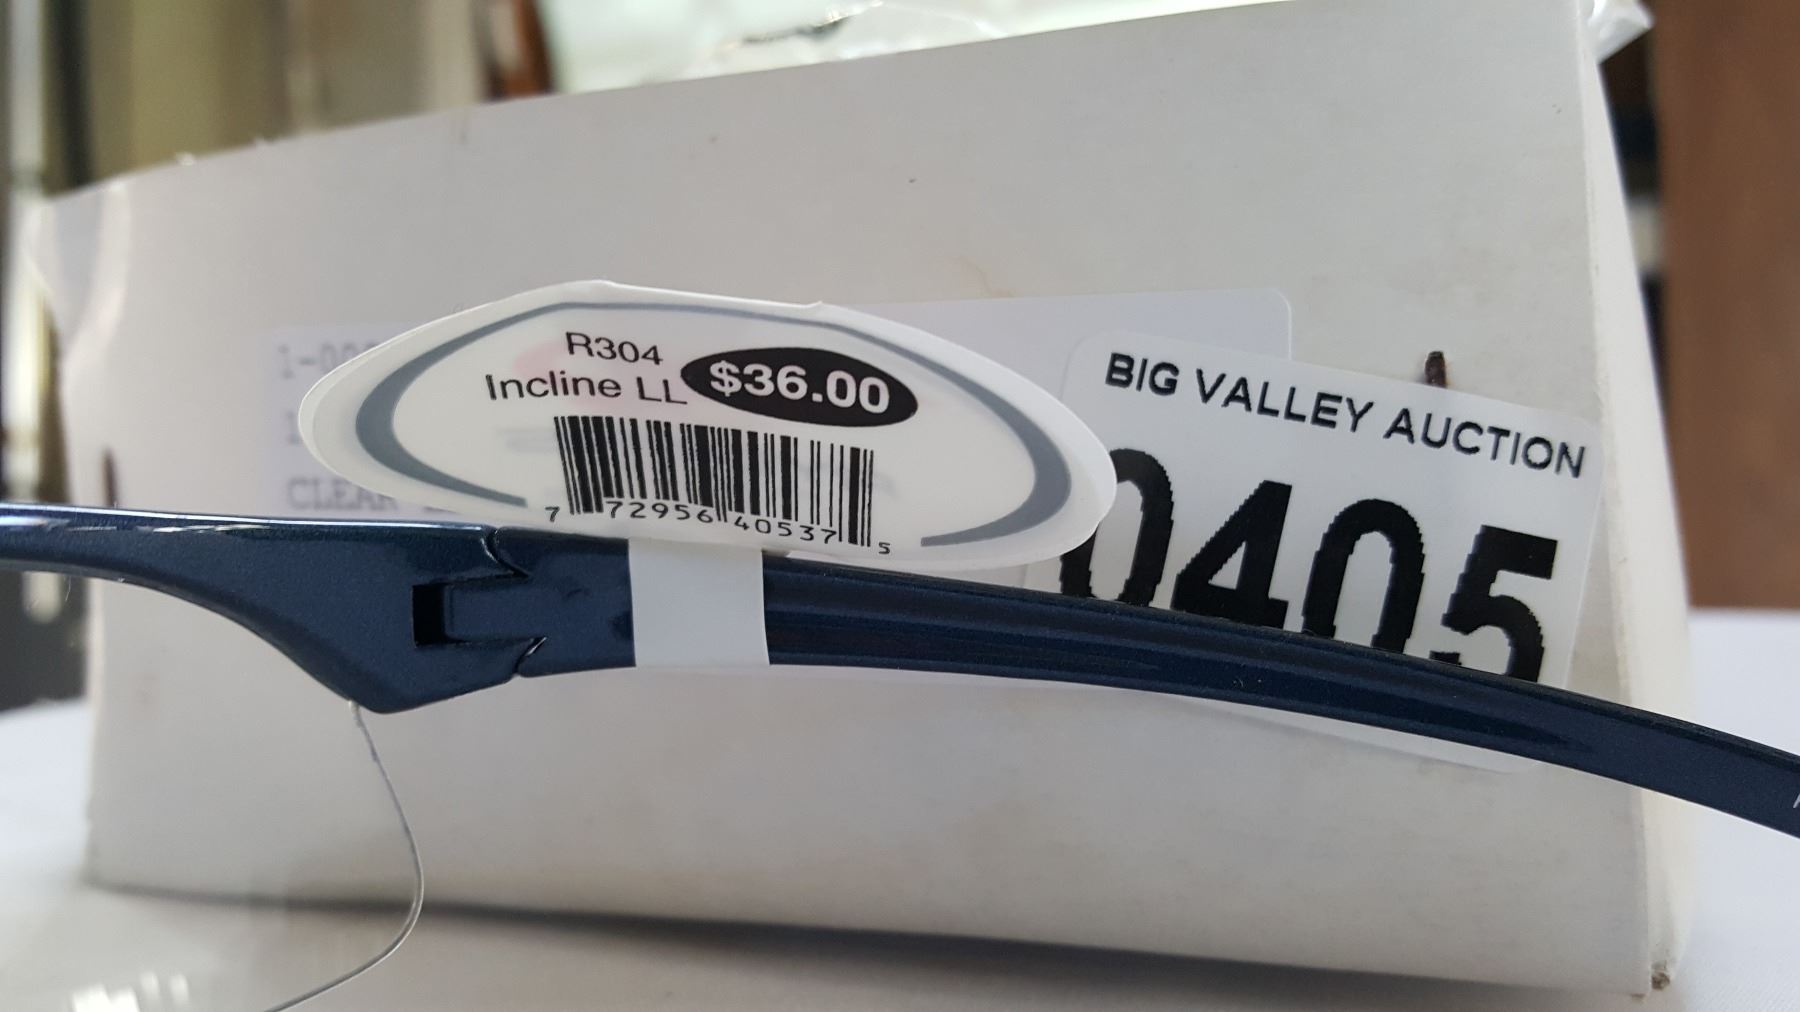 R304
Incline LL $36.00
7 72956 40537 5
BIG VALLEY AUCTION
0405